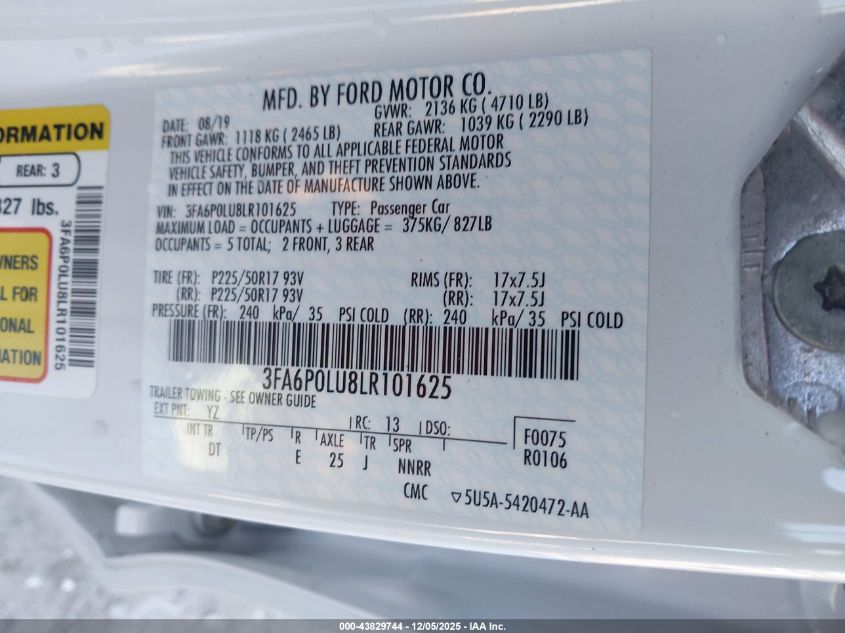 ORMATION
REAR: 3
827 lbs.
WNERS
AL FOR
IONAL
MATION
3FA6P0LU8LR101625
MFD. BY FORD MOTOR CO.
DATE: 08/19 GVWR: 2136 KG ( 4710 LB)
FRONT GAWR: 1118 KG ( 2465 LB) REAR GAWR: 1039 KG ( 2290 LB)
THIS VEHICLE CONFORMS TO ALL APPLICABLE FEDERAL MOTOR
VEHICLE SAFETY, BUMPER, AND THEFT PREVENTION STANDARDS
IN EFFECT ON THE DATE OF MANUFACTURE SHOWN ABOVE.
VIN: 3FA6P0LU8LR101625 TYPE: Passenger Car
MAXIMUM LOAD = OCCUPANTS + LUGGAGE = 375KG/ 827LB
OCCUPANTS = 5 TOTAL; 2 FRONT, 3 REAR
TIRE (FR): P225/50R17 93V RIMS (FR): 17x7.5J
(RR): P225/50R17 93V (RR): 17x7.5J
PRESSURE (FR): 240 kPa/ 35 PSI COLD (RR): 240 kPa/ 35 PSI COLD
3FA6P0LU8LR101625
TRAILER TOWING - SEE OWNER GUIDE
EXT PNT: YZ RC: 13 DSO: F0075
INT TR TP/PS R AXLE TR SPR R0106
DT E 25 J NNRR
CMC ▽5U5A-5420472-AA
000-43829744 - 12/05/2025 - IAA Inc.